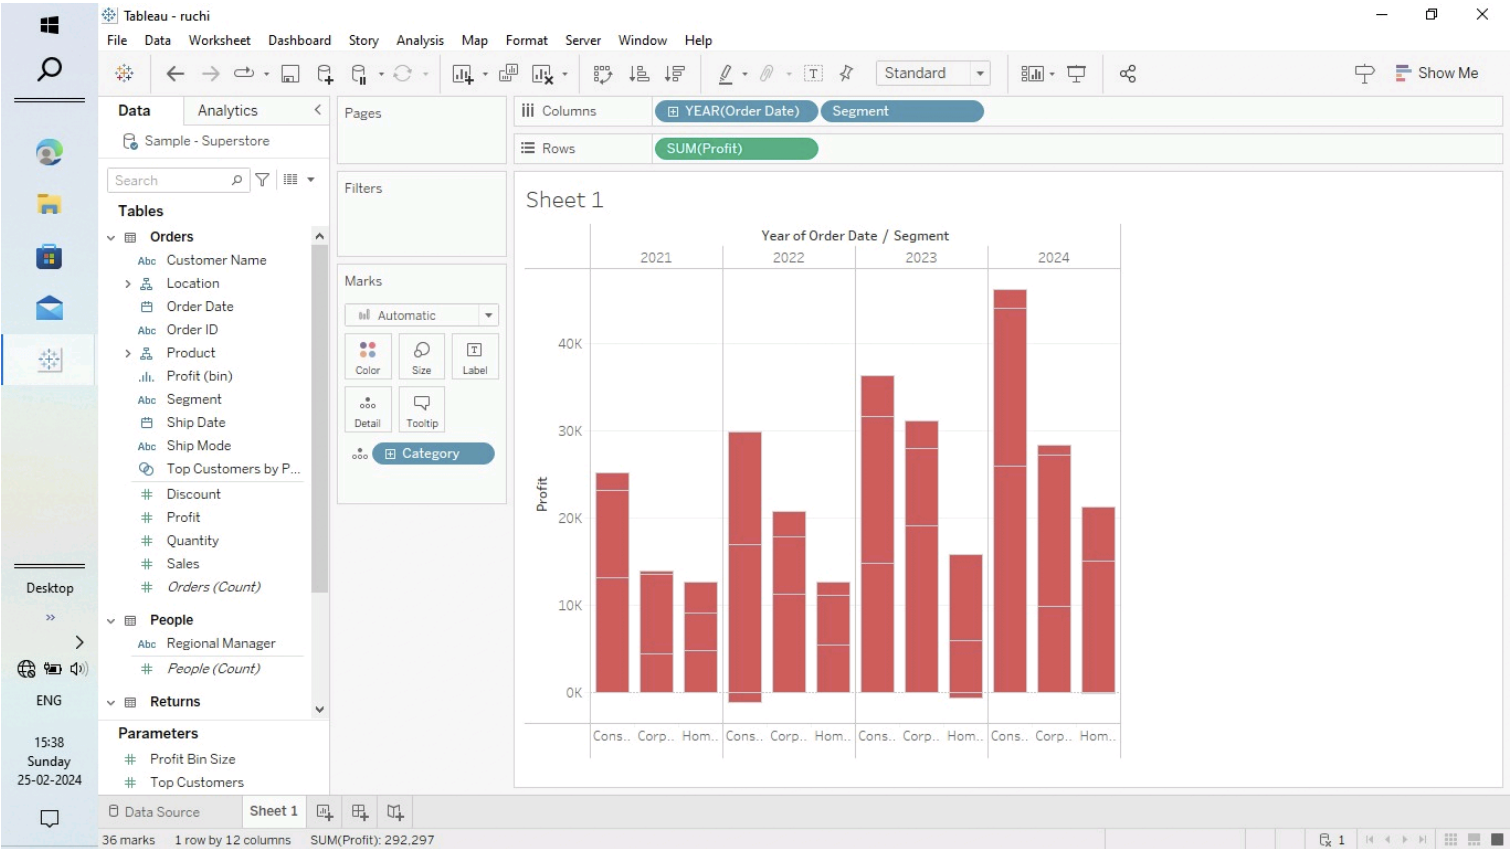 Tableau - ruchi
File Data Worksheet Dashboard Story Analysis Map Format Server Window Help
Standard
Show Me
Data Analytics
Sample - Superstore
Search
Tables
Orders
Abc Customer Name
Location
Order Date
Abc Order ID
Product
Profit (bin)
Abc Segment
Ship Date
Abc Ship Mode
Top Customers by P...
# Discount
# Profit
# Quantity
# Sales
# Orders (Count)
People
Abc Regional Manager
# People (Count)
Returns
Parameters
# Profit Bin Size
# Top Customers
Pages
Filters
Marks
Automatic
Color Size Label
Detail Tooltip
Category
Columns YEAR(Order Date) Segment
Rows SUM(Profit)
Sheet 1
Year of Order Date / Segment
2021 2022 2023 2024
Profit
40K
30K
20K
10K
0K
Cons.. Corp.. Hom.. Cons.. Corp.. Hom.. Cons.. Corp.. Hom.. Cons.. Corp.. Hom..
Data Source Sheet 1
36 marks 1 row by 12 columns SUM(Profit): 292,297
1
Desktop
»
ENG
15:38
Sunday
25-02-2024